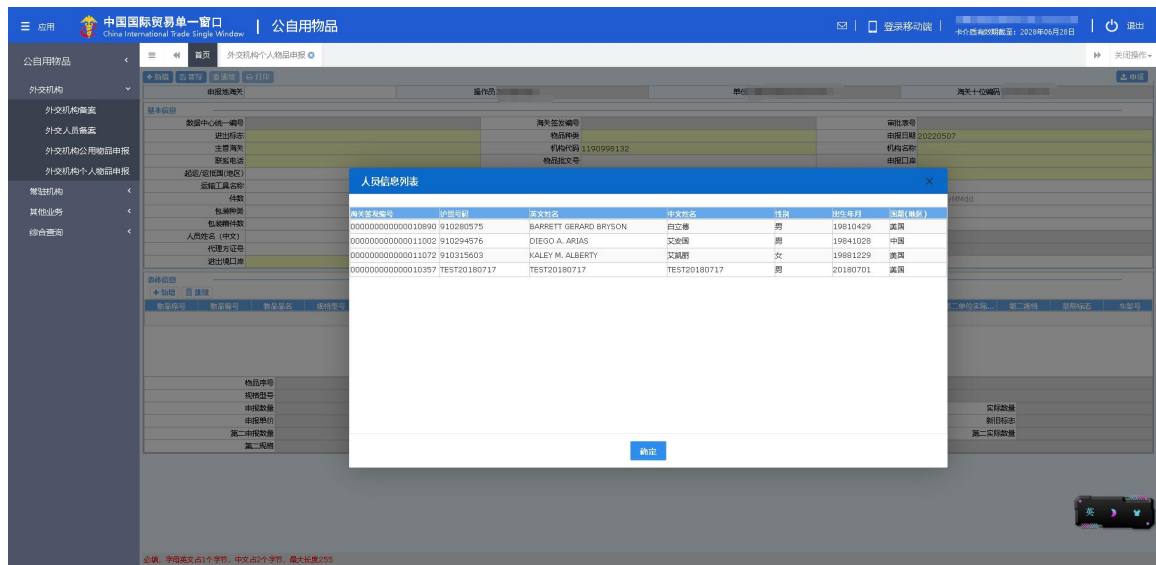 应用 中国国际贸易单一窗口 公自用物品 登录移动端 卡介质有效期截至：2028年06月28日 退出
China International Trade Single Window
公自用物品 首页 外交机构个人物品申报 关闭操作
新增 暂存 删除 打印 申报
外交机构 申报地海关 操作员 单位 海关十位编码
基本信息
外交机构备案 数据中心统一编号 海关签发编号 审批表号
外交人员备案 进出标志 物品种类 申报日期 20220507
外交机构公用物品申报 主管海关 机构代码 1190998132 机构名称
联系电话 物品批文号 申报口岸
外交机构个人物品申报 起运/运抵国(地区)
人员信息列表
常驻机构 运输工具名称
件数
其他业务 包装种类
海关签发编号 护照号码 英文姓名 中文姓名 性别 出生年月 国籍(地区)
包装箱件数
000000000000010890 910280575 BARRETT GERARD BRYSON 白立德 男 19810429 美国
综合查询 人员姓名（中文）
000000000000011002 910294576 DIEGO A. ARIAS 艾安国 男 19841028 中国
代理方证号
000000000000011072 910315603 KALEY M. ALBERTY 艾凯丽 女 19881229 美国
进出境口岸
000000000000010357 TEST20180717 TEST20180717 TEST20180717 男 20180701 美国
表体信息
新增 删除
物品序号 物品编号 物品品名 规格型号 第二单位实际... 第二规格 禁限标志 车架号
物品序号
规格型号
申报数量 实际数量
申报单价 新旧标志
第二申报数量 第二实际数量
第二规格
确定
英
必填，字母英文占1个字节，中文占2个字节，最大长度255